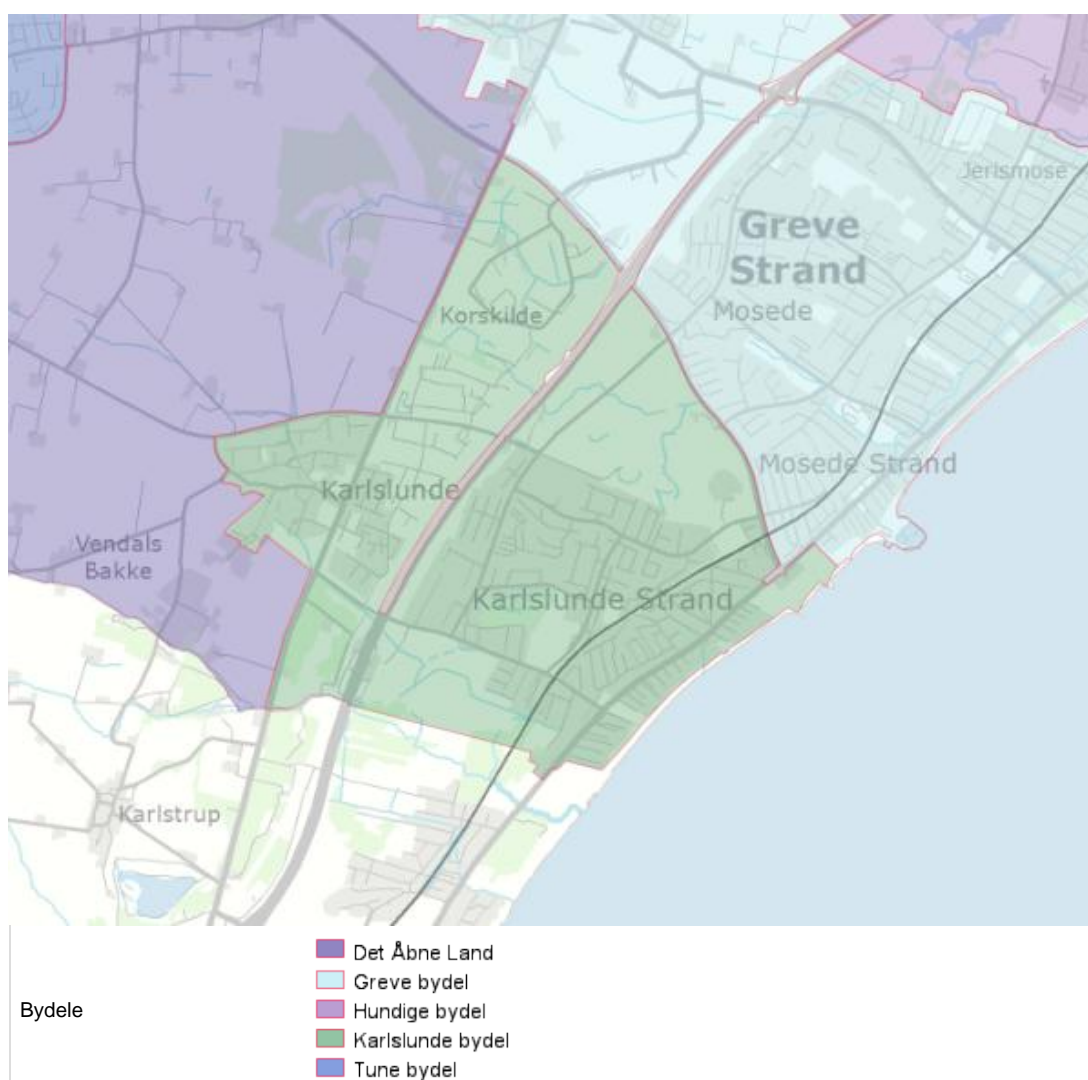 Jerismose
Greve
Strand
Mosede
Korskilde
Mosede Strand
Karlslunde
Vendals
Bakke
Karlslunde Strand
Karlstrup
Bydele
Det Åbne Land
Greve bydel
Hundige bydel
Karlslunde bydel
Tune bydel